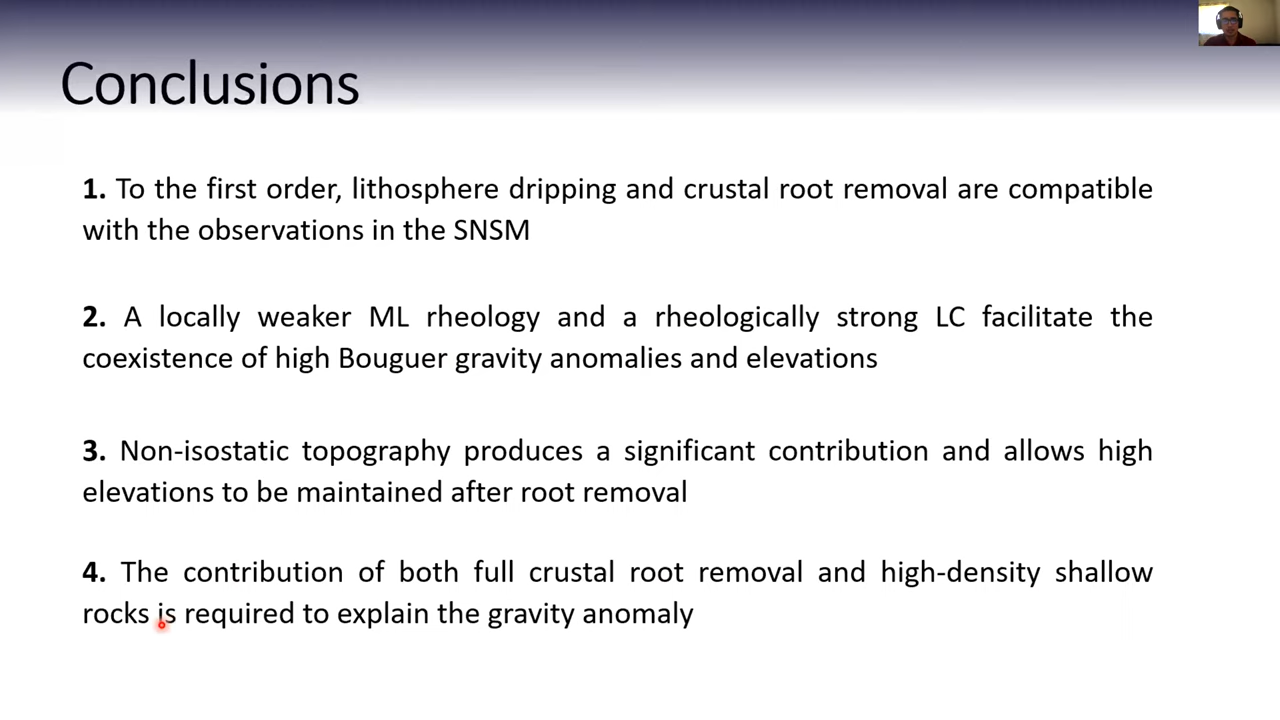 Conclusions
1. To the first order, lithosphere dripping and crustal root removal are compatible
with the observations in the SNSM
2. A locally weaker ML rheology and a rheologically strong LC facilitate the
coexistence of high Bouguer gravity anomalies and elevations
3. Non-isostatic topography produces a significant contribution and allows high
elevations to be maintained after root removal
4. The contribution of both full crustal root removal and high-density shallow
rocks is required to explain the gravity anomaly